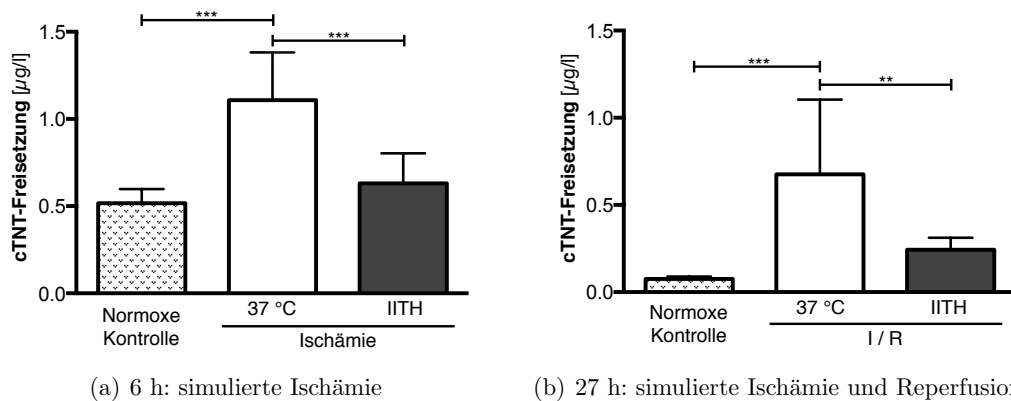 cTNT-Freisetzung [µg/l]
1.5
1.0
0.5
0.0
***
***
Normoxe
Kontrolle
37 °C
IITH
Ischämie
(a) 6 h: simulierte Ischämie
cTNT-Freisetzung [µg/l]
1.5
1.0
0.5
0.0
***
**
Normoxe
Kontrolle
37 °C
IITH
I / R
(b) 27 h: simulierte Ischämie und Reperfusion